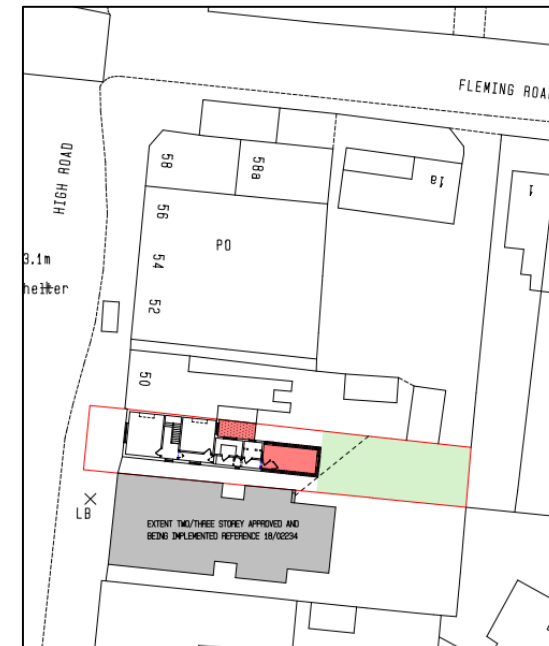 FLEMING ROAD
HIGH ROAD
58
58a
1a
1
56
PO
54
3.1m
helter
52
50
LB
EXTENT TWO/THREE STOREY APPROVED AND
BEING IMPLEMENTED REFERENCE 18/02234